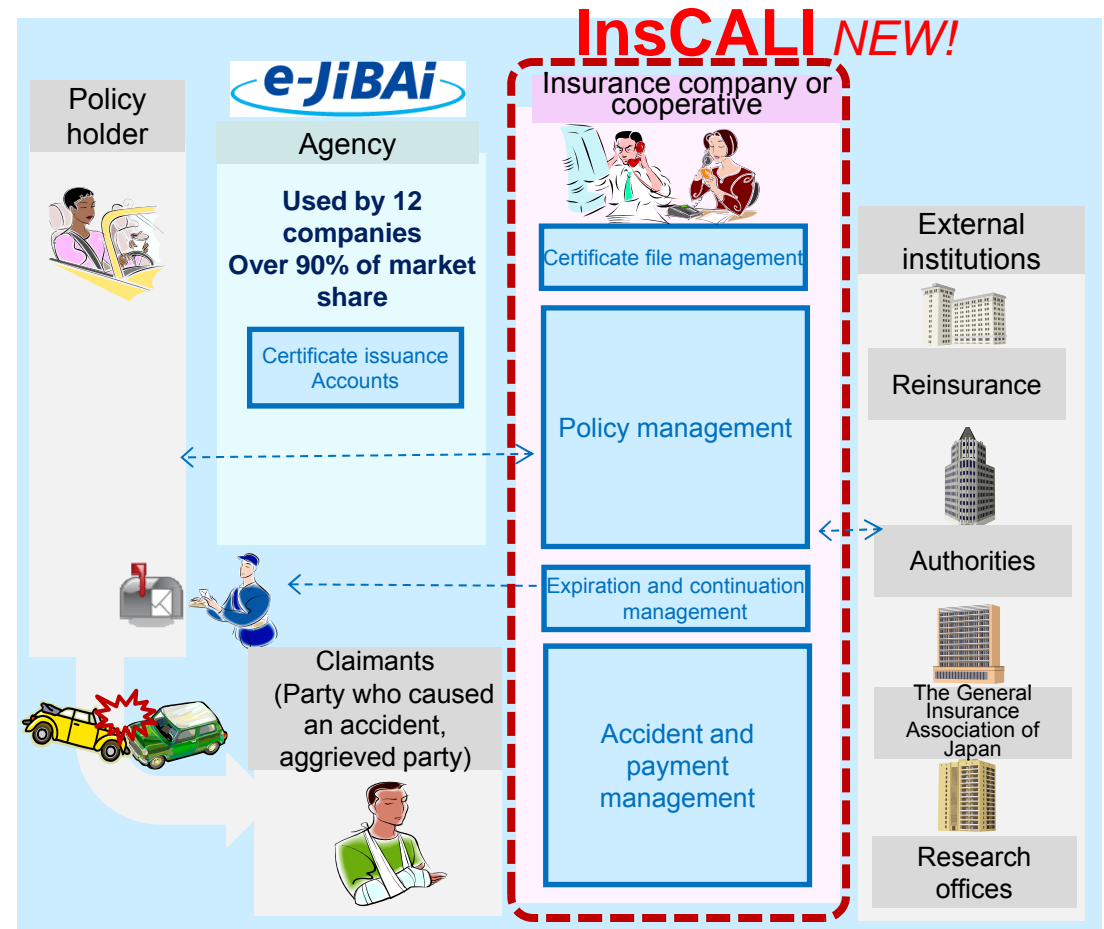 InsCALI NEW!
Policy
holder
e-JiBAi
Agency
Used by 12
companies
Over 90% of market
share
Certificate issuance
Accounts
Insurance company or
cooperative
Certificate file management
Policy management
Expiration and continuation
management
Accident and
payment
management
Claimants
(Party who caused
an accident,
aggrieved party)
External
institutions
Reinsurance
Authorities
The General
Insurance
Association of
Japan
Research
offices